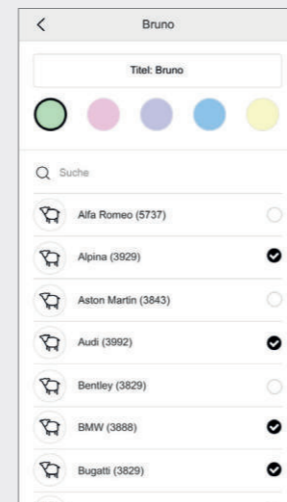 Bruno
Titel: Bruno
Suche
Alfa Romeo (5737)
Alpina (3929)
Aston Martin (3843)
Audi (3992)
Bentley (3829)
BMW (3888)
Bugatti (3829)